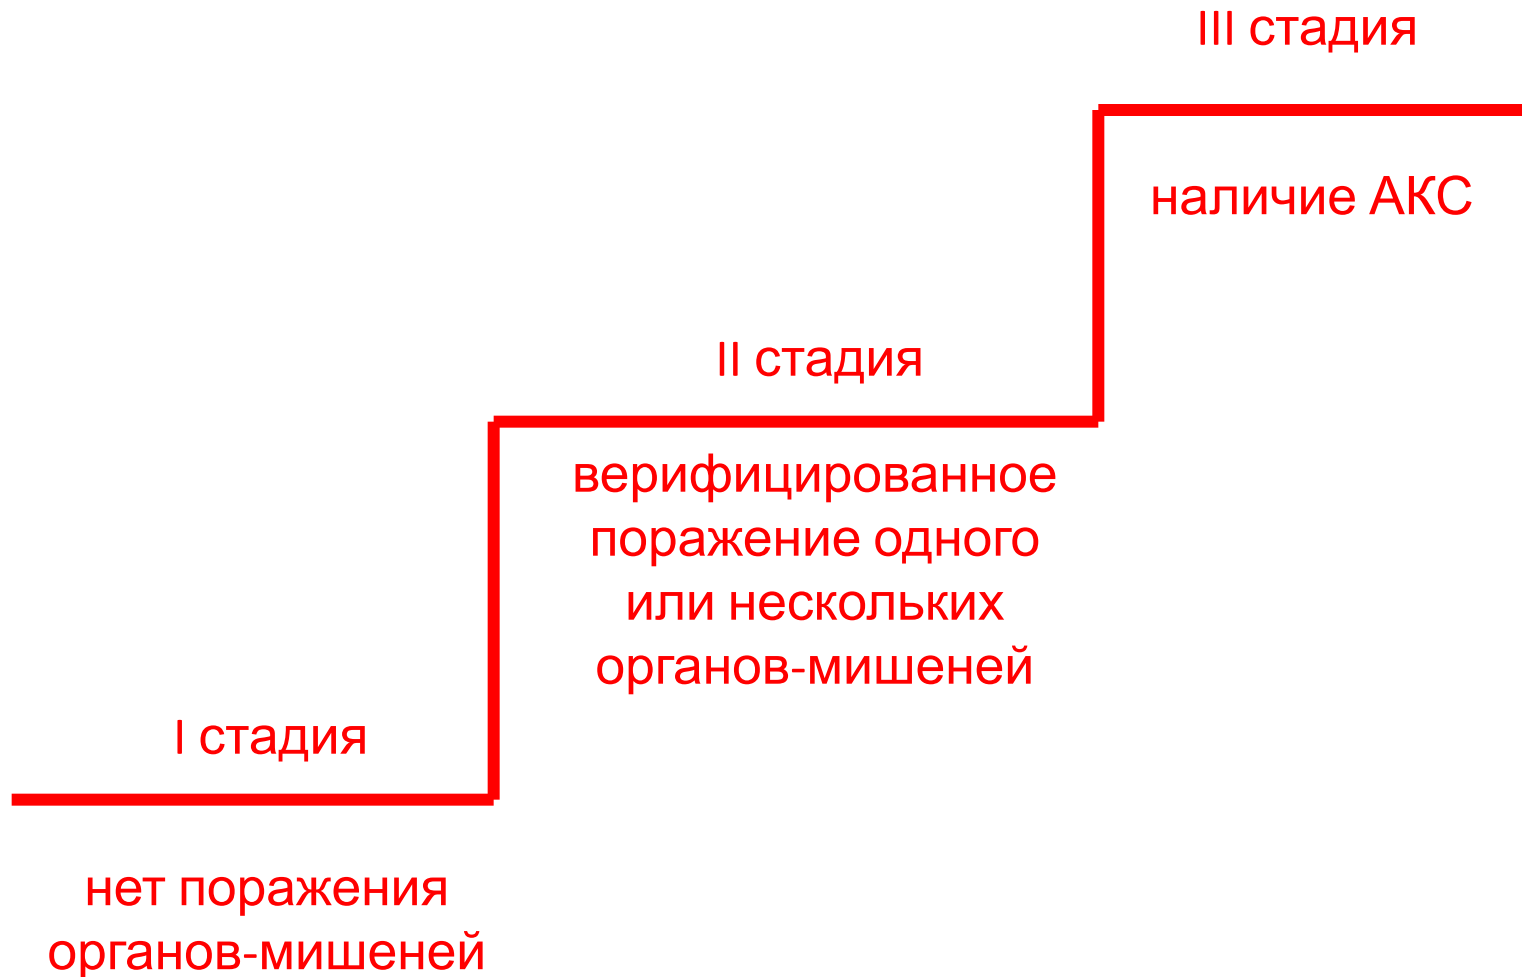 III стадия
наличие АКС
II стадия
верифицированное
поражение одного
или нескольких
органов-мишеней
I стадия
нет поражения
органов-мишеней